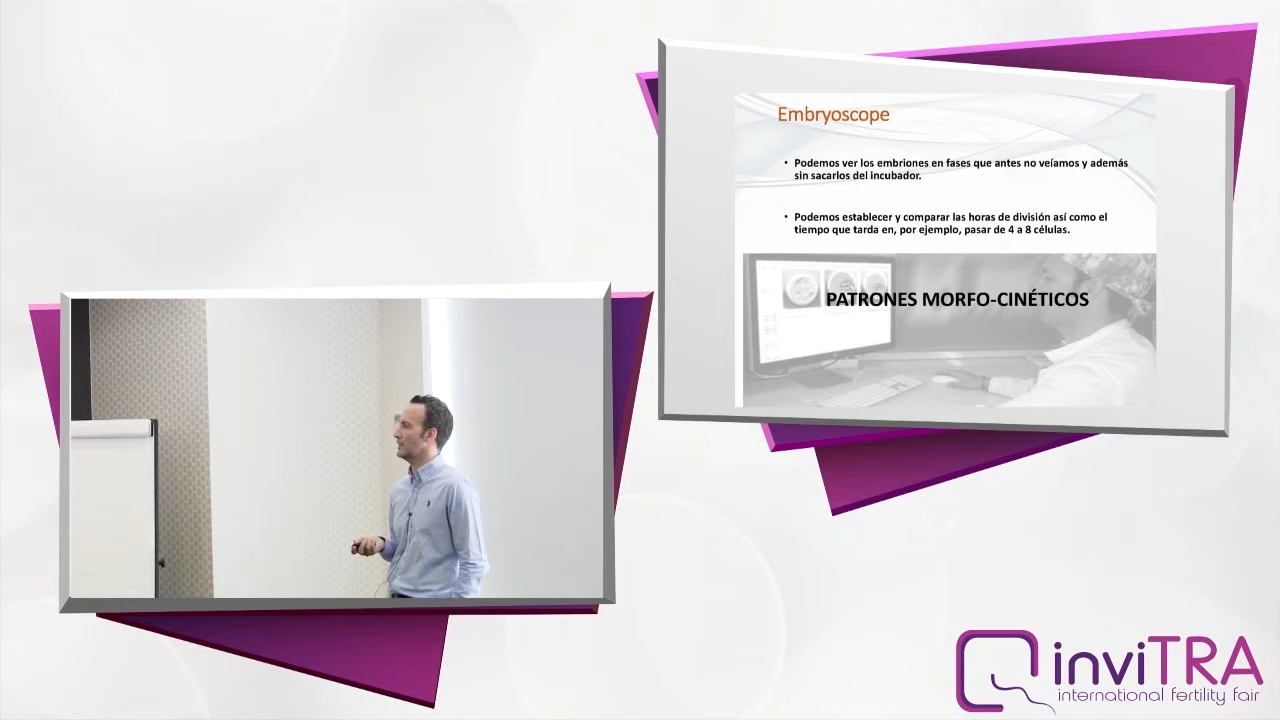 Embryoscope
• Podemos ver los embriones en fases que antes no veíamos y además
sin sacarlos del incubador.
• Podemos establecer y comparar las horas de división así como el
tiempo que tarda en, por ejemplo, pasar de 4 a 8 células.
PATRONES MORFO-CINÉTICOS
inviTRA
international fertility fair